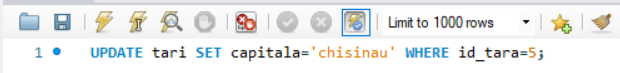 Limit to 1000 rows
1 UPDATE tari SET capitala='chisinau' WHERE id_tara=5;